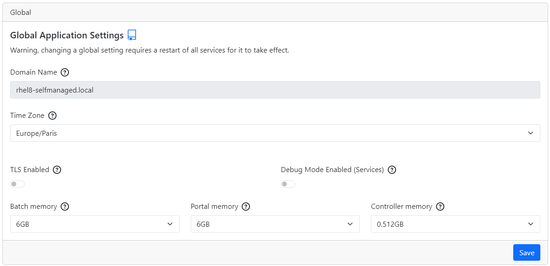 Global
Global Application Settings
Warning, changing a global setting requires a restart of all services for it to take effect.
Domain Name
rhel8-selfmanaged.local
Time Zone
Europe/Paris
TLS Enabled Debug Mode Enabled (Services)
Batch memory Portal memory Controller memory
6GB 6GB 0.512GB
Save